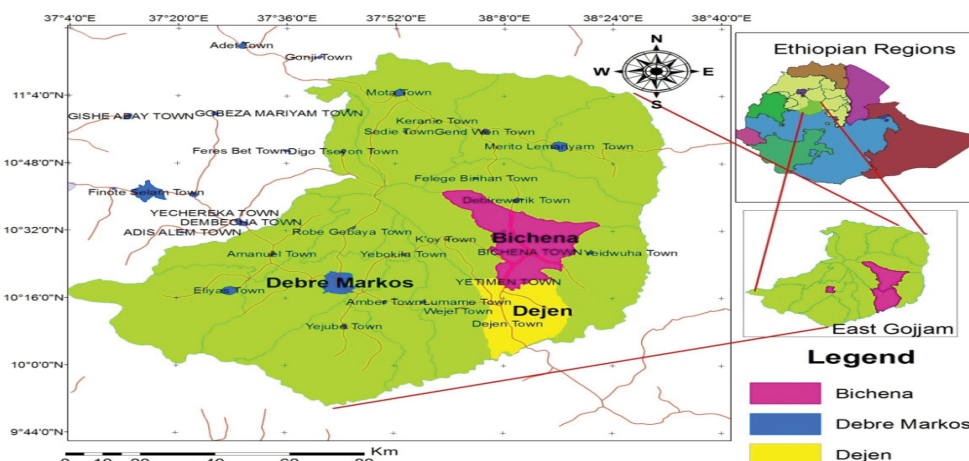 37°4'0"E 37°20'0"E 37°36'0"E 37°52'0"E 38°8'0"E 38°24'0"E 38°40'0"E
N
W E
S
Adet Town
Gonji Town
11°4'0"N
Mota Town
GISHE ABAY TOWN
GOBEZA MARIYAM TOWN
Keranio Town
Sedie Town
Gend Wen Town
Merito Lemariyam Town
Feres Bet Town
Digo Tseyon Town
10°48'0"N
Felege Birihan Town
Finote Selam Town
Debirewerik Town
YECHEREKA TOWN
DEMBECHA TOWN
ADIS ALEM TOWN
10°32'0"N
Robe Gebaya Town
K'oy Town
Bichena
BICHENA TOWN
Weidwuha Town
Amanuel Town
Yebokile Town
Debre Markos
YETIMEN TOWN
Eliyas Town
10°16'0"N
Amber Town
Lumame Town
Wejel Town
Dejen
Dejen Town
Yejube Town
10°0'0"N
9°44'0"N
Km
Ethiopian Regions
East Gojjam
Legend
Bichena
Debre Markos
Dejen